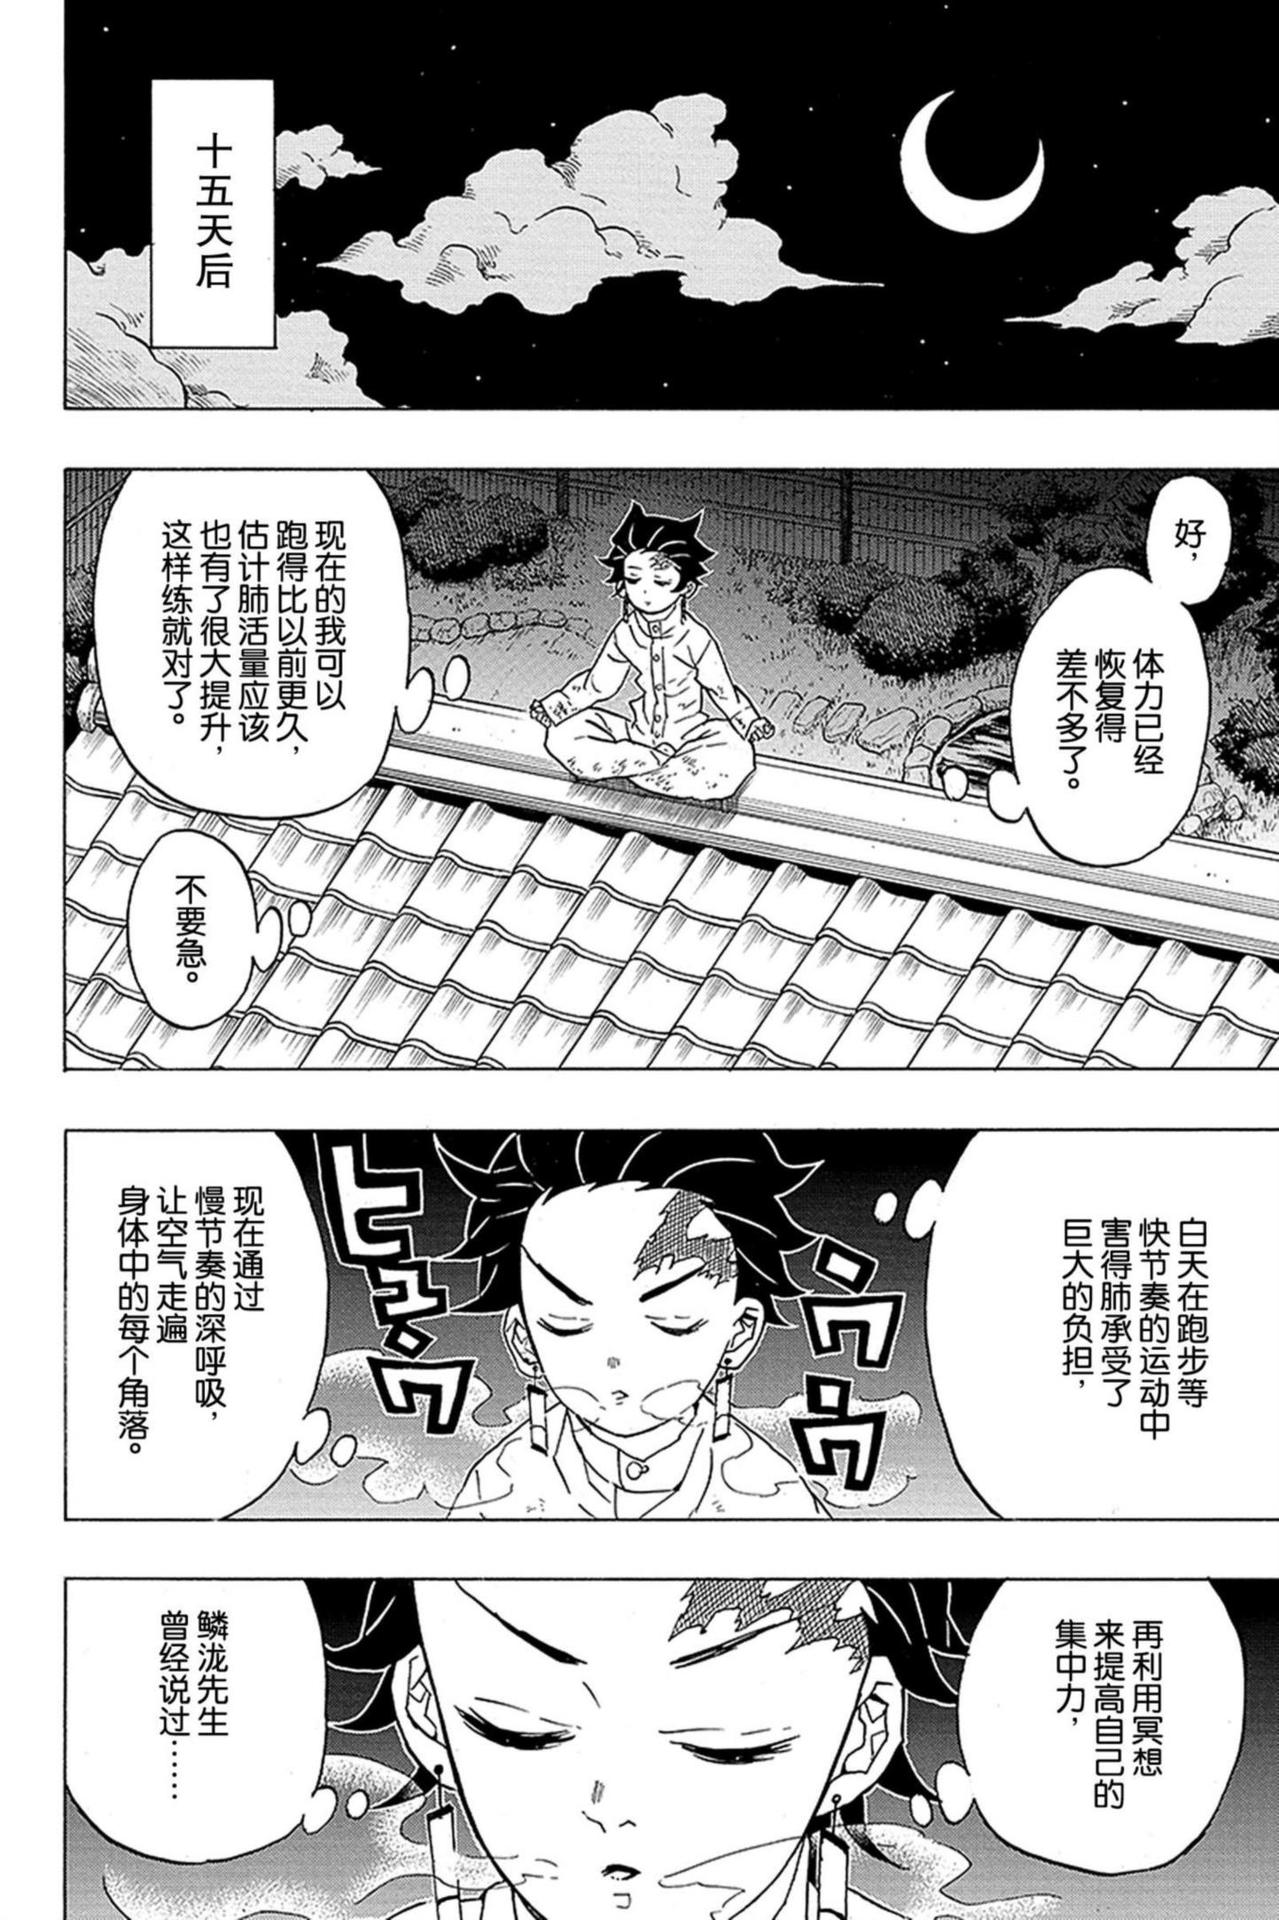 十五天后
好，
体力已经
恢复得
差不多了。
现在的我可以
跑得比以前更久，
估计肺活量应该
也有了很大提升，
这样练就对了。
不要急。
白天在跑步等
快节奏的运动中
害得肺承受了
巨大的负担，
ヒュゥゥゥ
现在通过
慢节奏的深呼吸，
让空气走遍
身体中的每个角落。
再利用冥想
来提高自己的
集中力，
鳞泷先生
曾经说过……